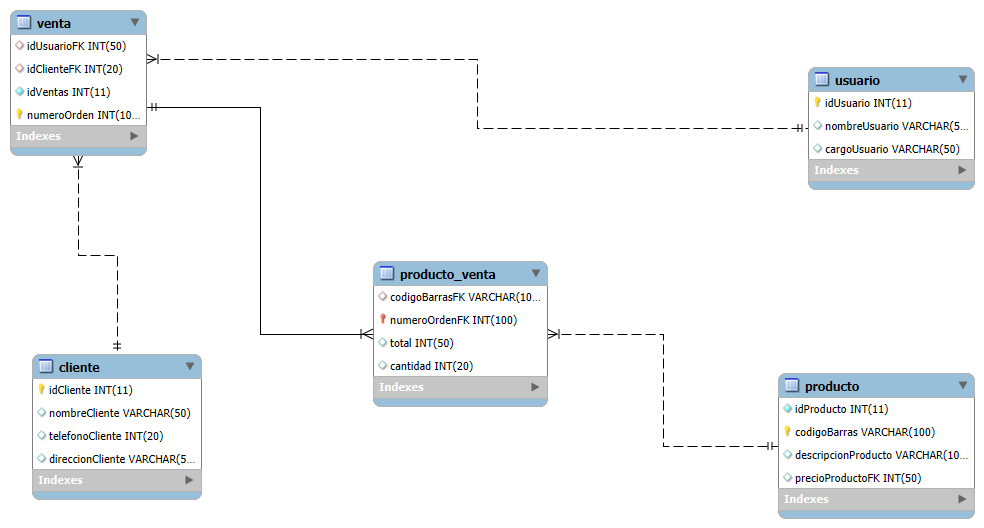 venta
idUsuarioFK INT(50)
idClienteFK INT(20)
idVentas INT(11)
numeroOrden INT(10...
Indexes
usuario
idUsuario INT(11)
nombreUsuario VARCHAR(5...
cargoUsuario VARCHAR(50)
Indexes
producto_venta
codigoBarrasFK VARCHAR(10...
numeroOrdenFK INT(100)
total INT(50)
cantidad INT(20)
Indexes
cliente
idCliente INT(11)
nombreCliente VARCHAR(50)
telefonoCliente INT(20)
direccionCliente VARCHAR(5...
Indexes
producto
idProducto INT(11)
codigoBarras VARCHAR(100)
descripcionProducto VARCHAR(10...
precioProductoFK INT(50)
Indexes